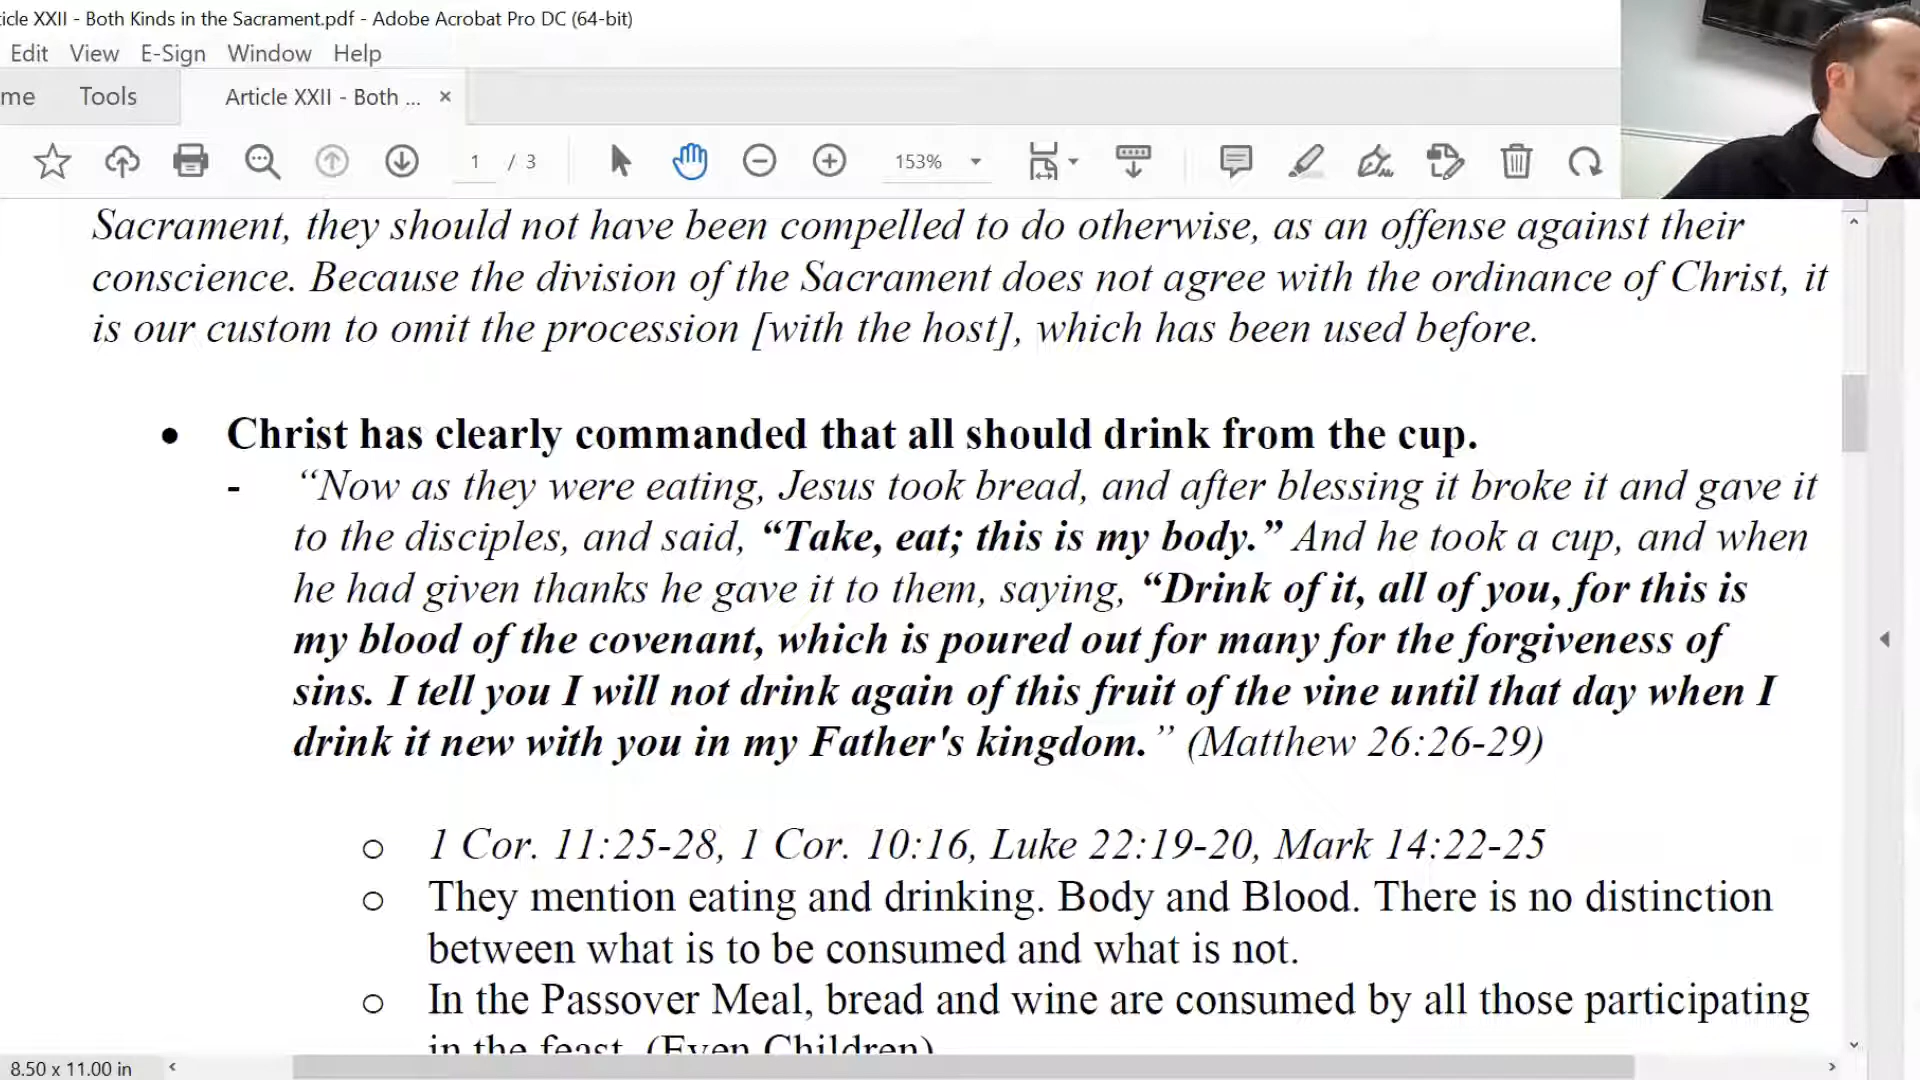 icle XXII - Both Kinds in the Sacrament.pdf - Adobe Acrobat Pro DC (64-bit)
Edit View E-Sign Window Help
me Tools Article XXII - Both ... ×
1 / 3 153%
Sacrament, they should not have been compelled to do otherwise, as an offense against their
conscience. Because the division of the Sacrament does not agree with the ordinance of Christ, it
is our custom to omit the procession [with the host], which has been used before.
• Christ has clearly commanded that all should drink from the cup.
- “Now as they were eating, Jesus took bread, and after blessing it broke it and gave it
to the disciples, and said, “Take, eat; this is my body.” And he took a cup, and when
he had given thanks he gave it to them, saying, “Drink of it, all of you, for this is
my blood of the covenant, which is poured out for many for the forgiveness of
sins. I tell you I will not drink again of this fruit of the vine until that day when I
drink it new with you in my Father's kingdom.” (Matthew 26:26-29)
o 1 Cor. 11:25-28, 1 Cor. 10:16, Luke 22:19-20, Mark 14:22-25
o They mention eating and drinking. Body and Blood. There is no distinction
between what is to be consumed and what is not.
o In the Passover Meal, bread and wine are consumed by all those participating
in the feast. (Even Children)
8.50 x 11.00 in